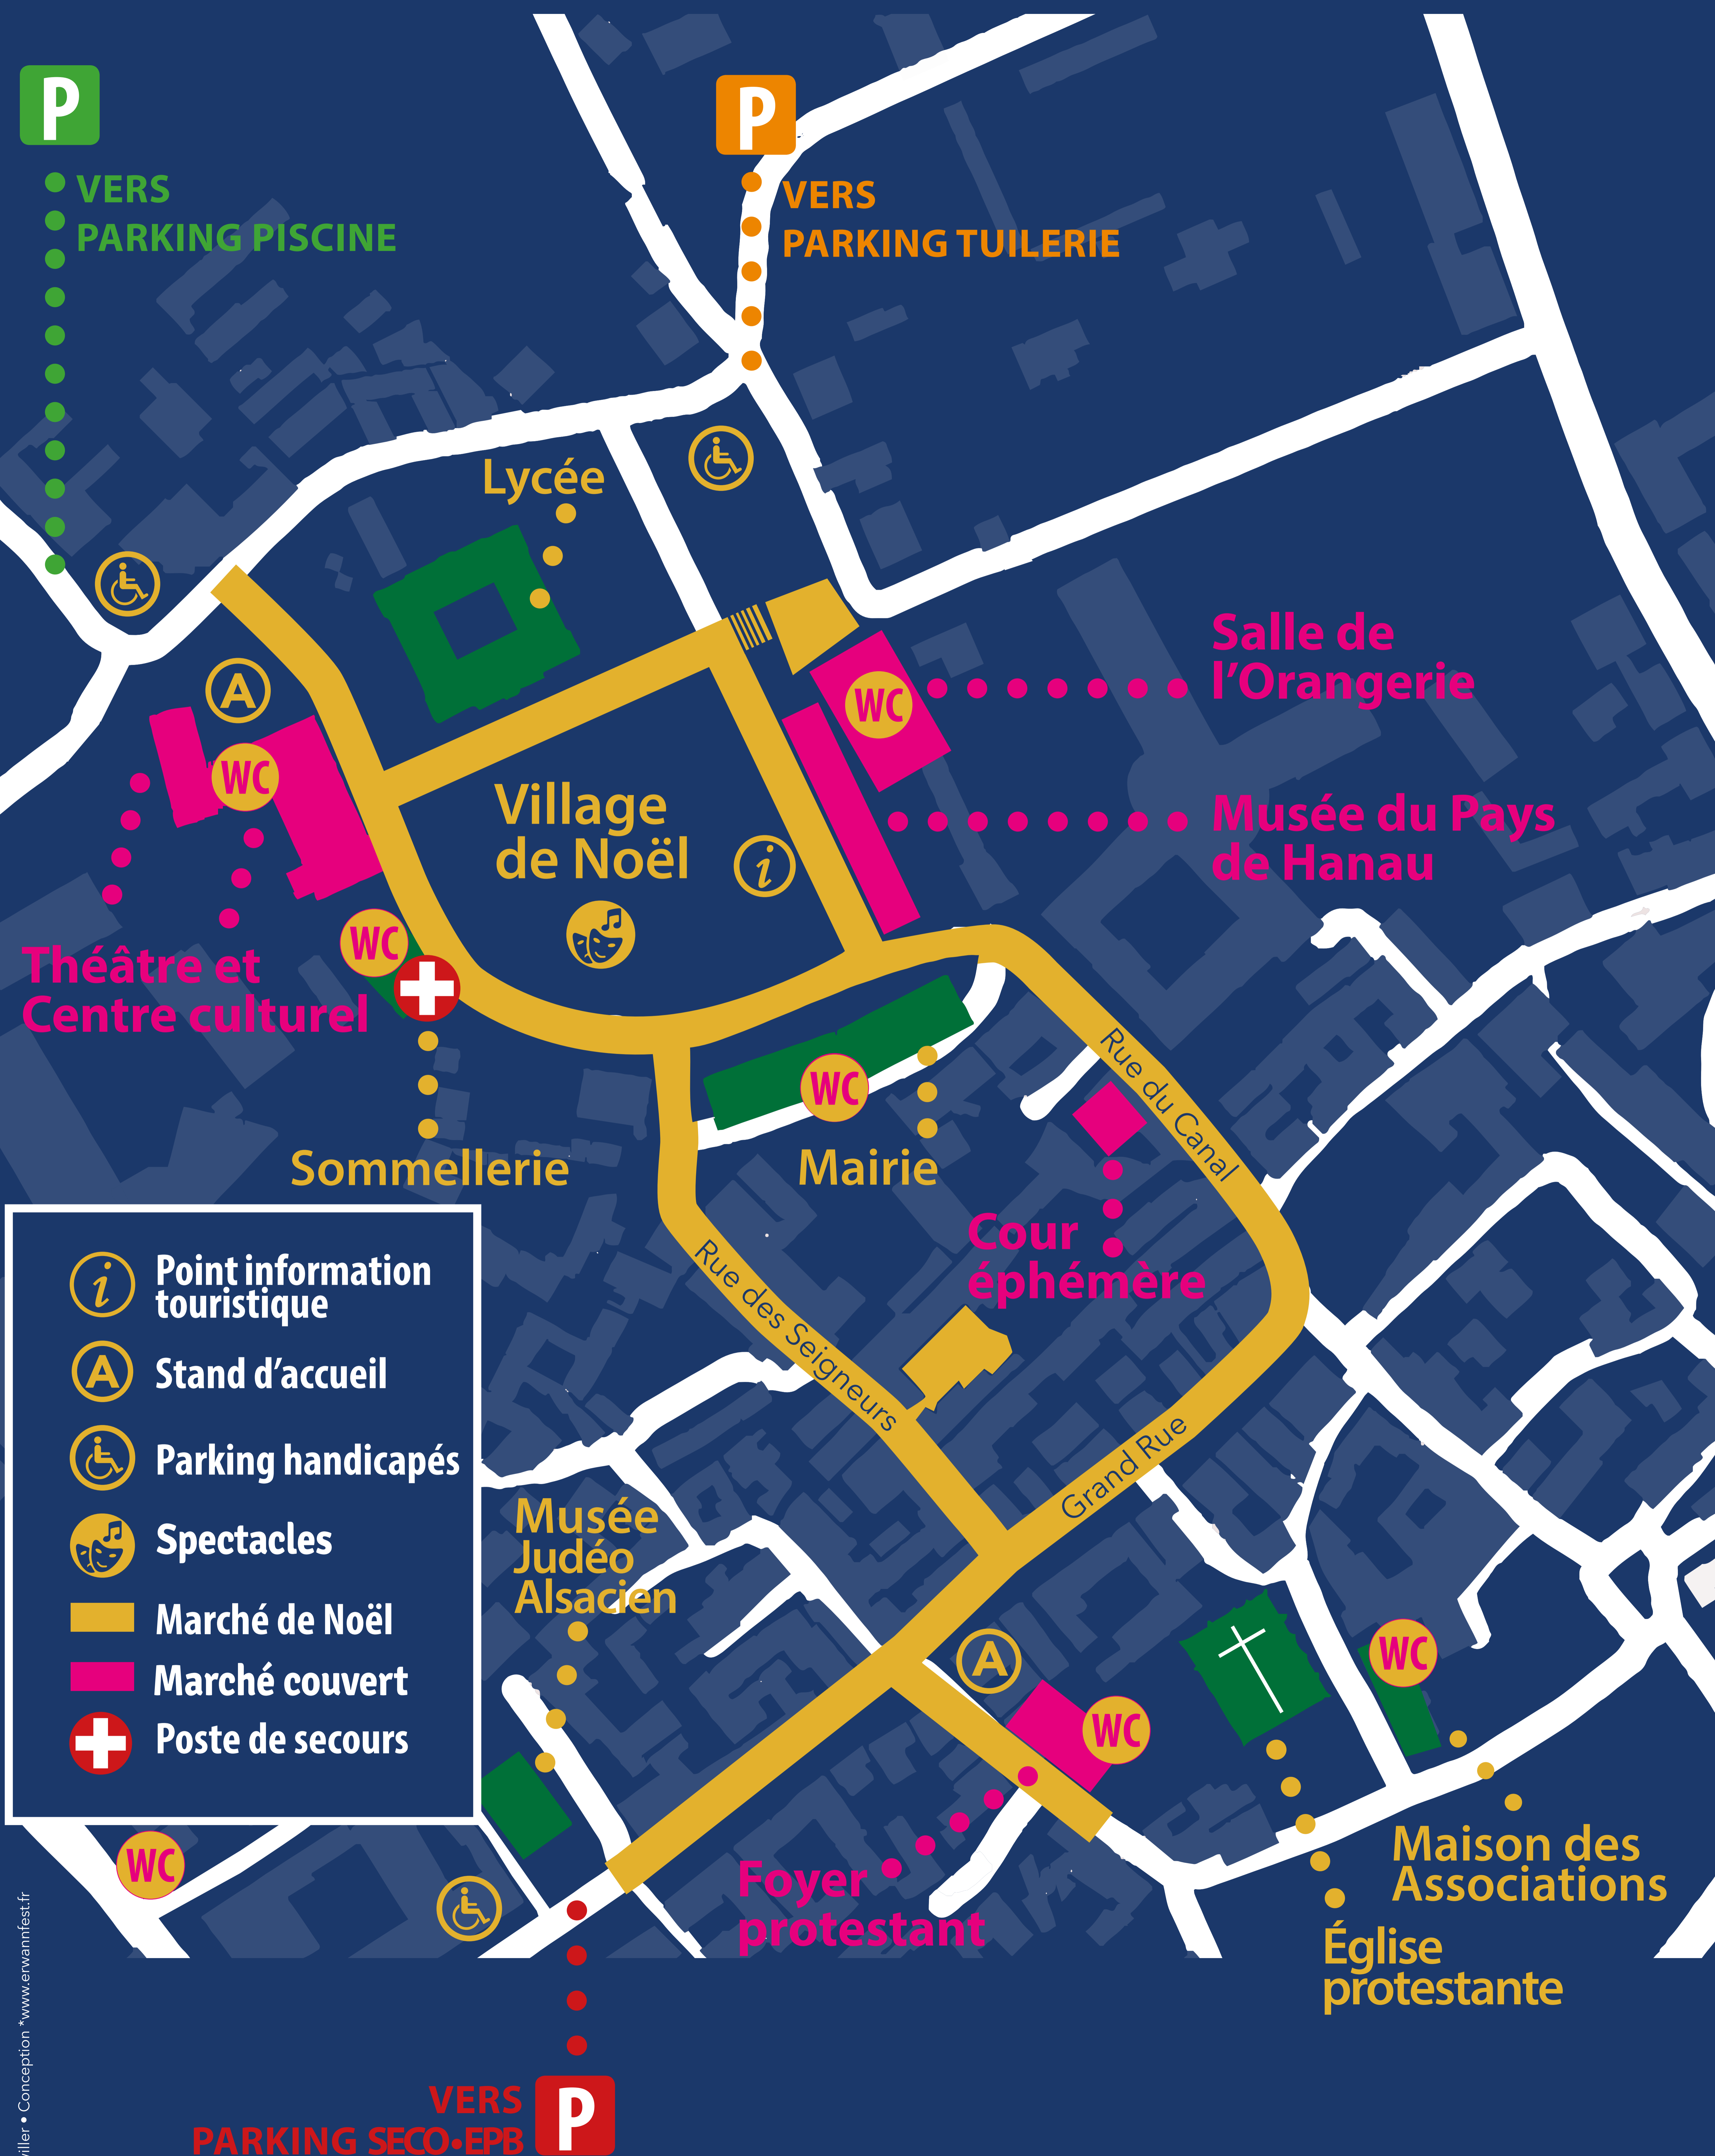 P
VERS
PARKING PISCINE
P
VERS
PARKING TUILERIE
Lycée
A
WC
WC
Salle de
l'Orangerie
Village
de Noël
i
Musée du Pays
de Hanau
WC
Théâtre et
Centre culturel
Rue du Canal
WC
Sommellerie
Mairie
Cour
éphémère
Rue des Seigneurs
Grand Rue
i
Point information
touristique
A
Stand d'accueil
Parking handicapés
Spectacles
Marché de Noël
Marché couvert
Poste de secours
Musée
Judéo
Alsacien
A
WC
WC
WC
Foyer
protestant
Maison des
Associations
Église
protestante
VERS
PARKING SECO•EPB
P
• Conception *www.erwannfest.fr